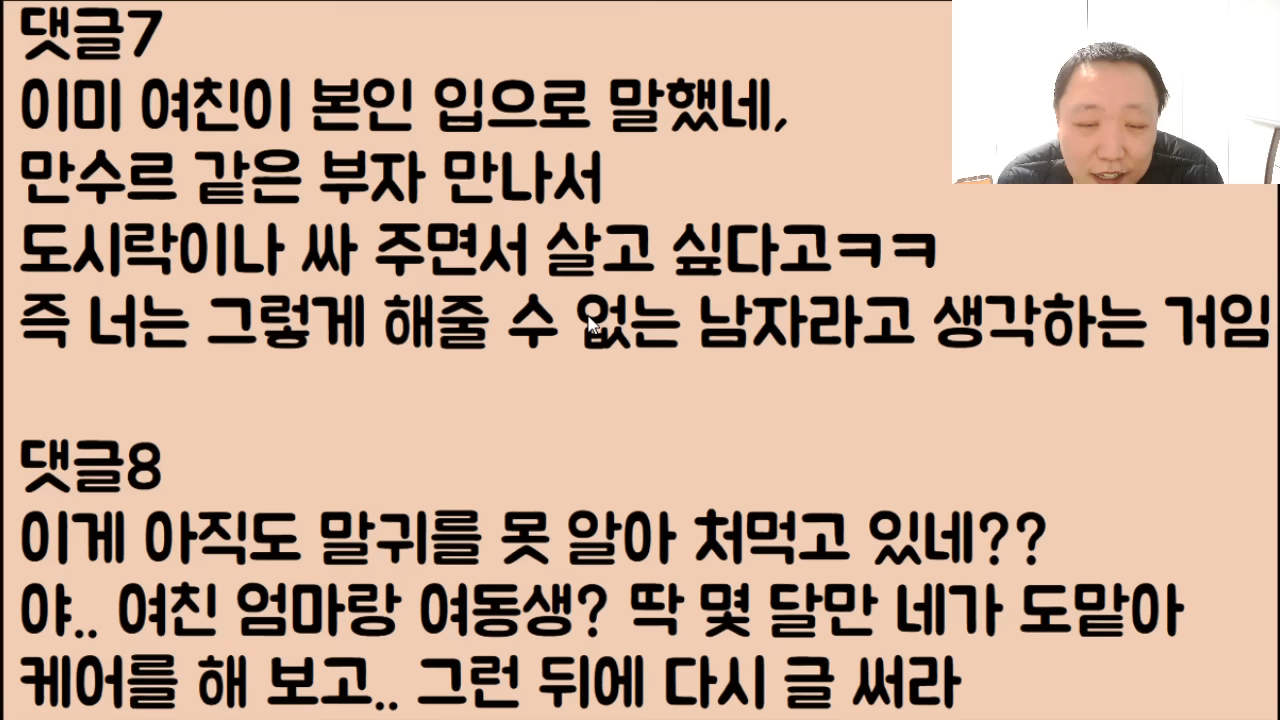 댓글7
이미 여친이 본인 입으로 말했네,
만수르 같은 부자 만나서
도시락이나 싸 주면서 살고 싶다고ㅋㅋ
즉 너는 그렇게 해줄 수 없는 남자라고 생각하는 거임
댓글8
이게 아직도 말귀를 못 알아 처먹고 있네??
야.. 여친 엄마랑 여동생? 딱 몇 달만 네가 도맡아
케어를 해 보고.. 그런 뒤에 다시 글 써라